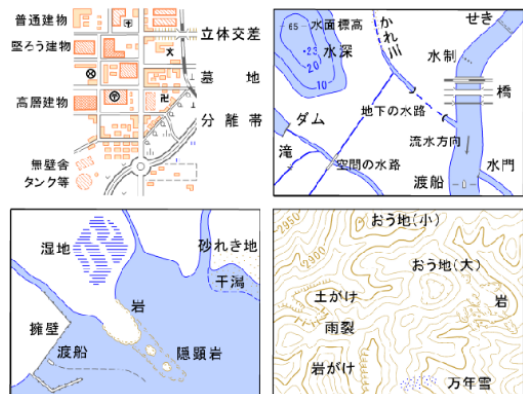 普通建物
立体交差
堅ろう建物
墓地
高層建物
分離帯
無壁舎
タンク等
せき
かれ川
65-水面標高
水制
-23
水深
20
10
橋
地下の水路
ダム
流水方向
滝
空間の水路
水門
渡船
湿地
砂れき地
干潟
岩
擁壁
渡船
隠顕岩
2950
おう地(小)
2900
おう地(大)
土がけ
岩
雨裂
岩がけ
万年雪